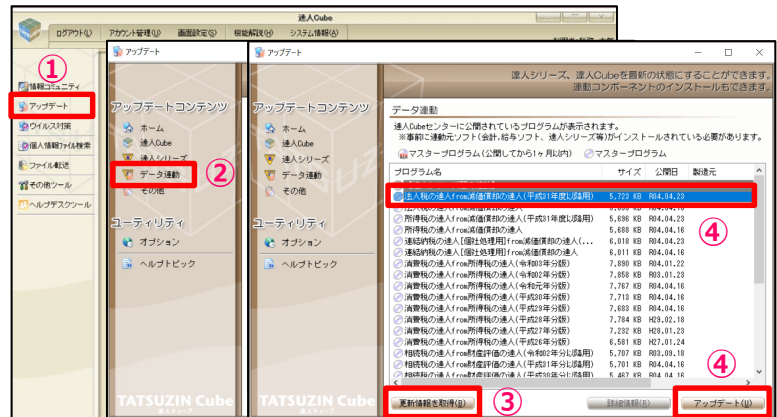 達人Cube
ログアウト(L) アカウント管理(U) 画面設定(S) 機能解説(H) システム情報(A)
①
情報コミュニティ
アップデート
ウイルス対策
個人情報ファイル検索
ファイル転送
その他ツール
ヘルプデスクツール
アップデート
アップデートコンテンツ
ホーム
達人Cube
達人シリーズ
データ連動
②
その他
ユーティリティ
オプション
ヘルプトピック
TATSUZIN Cube
アップデート
アップデートコンテンツ
ホーム
達人Cube
達人シリーズ
データ連動
その他
ユーティリティ
オプション
ヘルプトピック
TATSUZIN Cube
達人シリーズ、達人Cubeを最新の状態にすることができます。
連動コンポーネントのインストールもできます。
データ連動
達人Cubeセンターに公開されているプログラムが表示されます。
※事前に連動元ソフト(会計、給与ソフト、達人シリーズ等)がインストールされている必要があります。
マスタープログラム(公開してから1ヶ月以内) マスタープログラム
プログラム名 サイズ 公開日 製造元
法人税の達人from減価償却の達人(平成31年度以降用) 5,723 KB R04.04.23
所得税の達人from減価償却の達人(平成31年度以降用) 5,696 KB R04.04.23
所得税の達人from減価償却の達人 5,688 KB R04.04.16
④
連結納税の達人[個社処理用]from減価償却の達人(... 6,018 KB R04.04.23
連結納税の達人[個社処理用]from減価償却の達人 6,011 KB R04.04.16
消費税の達人from所得税の達人(令和03年分版) 7,890 KB R04.01.22
消費税の達人from所得税の達人(令和02年分版) 7,858 KB R03.01.23
消費税の達人from所得税の達人(令和元年分版) 7,767 KB R04.04.16
消費税の達人from所得税の達人(平成30年分版) 7,713 KB R04.04.16
消費税の達人from所得税の達人(平成29年分版) 7,683 KB R04.04.16
消費税の達人from所得税の達人(平成28年分版) 7,784 KB H29.02.18
消費税の達人from所得税の達人(平成27年分版) 7,232 KB H28.01.23
消費税の達人from所得税の達人(平成26年分版) 6,581 KB H27.01.24
相続税の達人from財産評価の達人(令和02年分以降用) 5,707 KB R03.09.18
相続税の達人from財産評価の達人(平成31年分以降用) 5,701 KB R04.04.16
相続税の達人from財産評価の達人(平成30年分以降用) 5,467 KB R04.04.16
④
更新情報を取得(B) ③ 詳細情報(R) アップデート(U)